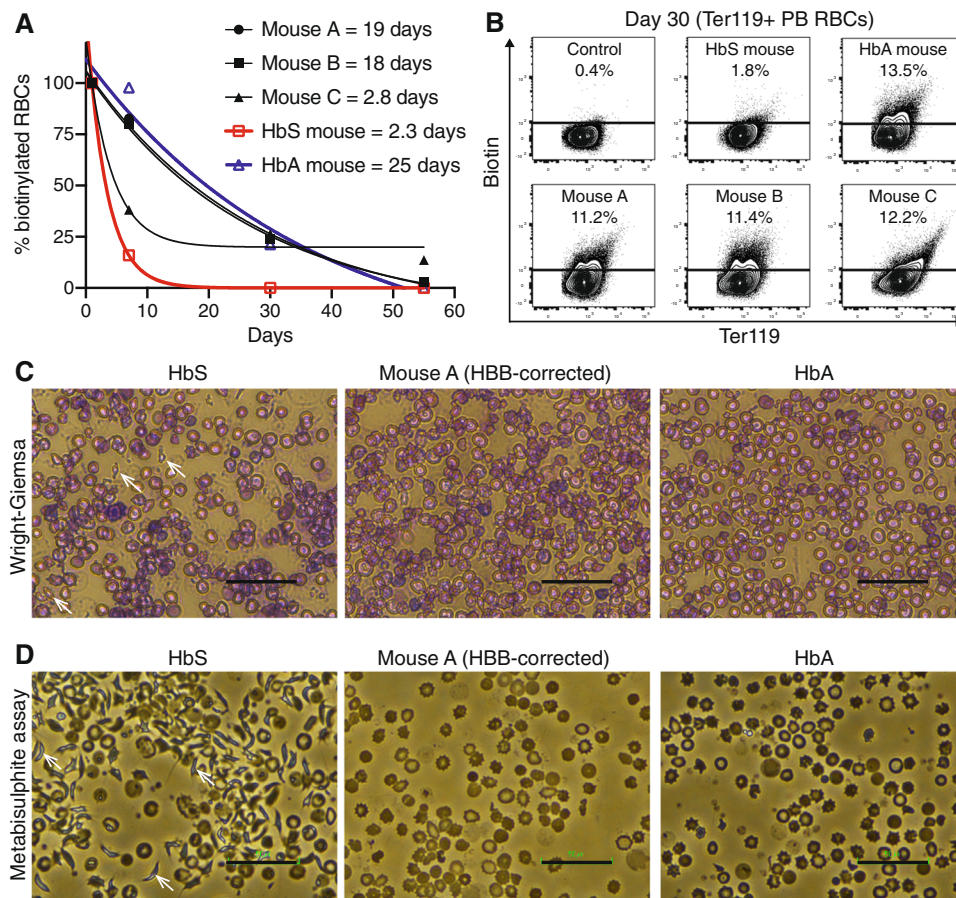 A
Mouse A = 19 days
Mouse B = 18 days
Mouse C = 2.8 days
HbS mouse = 2.3 days
HbA mouse = 25 days
% biotinylated RBCs
100
75
50
25
0
0 10 20 30 40 50 60
Days
B
Day 30 (Ter119+ PB RBCs)
Control
0.4%
HbS mouse
1.8%
HbA mouse
13.5%
Mouse A
11.2%
Mouse B
11.4%
Mouse C
12.2%
Biotin
Ter119
C
HbS
Mouse A (HBB-corrected)
HbA
Wright-Giemsa
D
HbS
Mouse A (HBB-corrected)
HbA
Metabisulphite assay